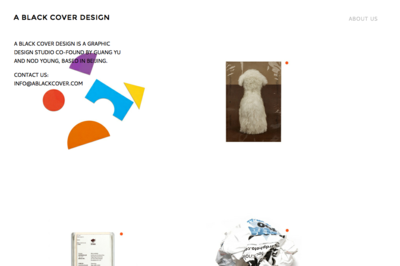 A BLACK COVER DESIGN
ABOUT US
A BLACK COVER DESIGN IS A GRAPHIC
DESIGN STUDIO CO-FOUND BY GUANG YU
AND NOD YOUNG, BASED IN BEIJING.
CONTACT US:
INFO@ABLACKCOVER.COM